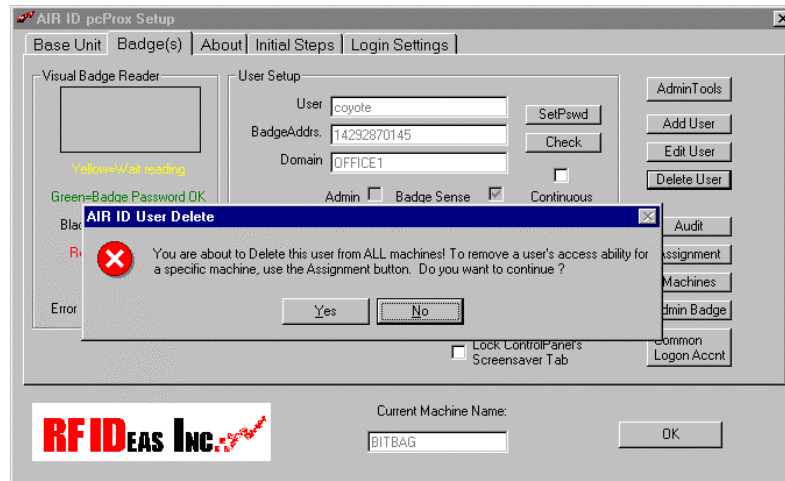 AIR ID pcProx Setup
Base Unit Badge(s) About Initial Steps Login Settings
Visual Badge Reader
Yellow=Wait reading
Green=Badge Password OK
Error
User Setup
User coyote
BadgeAddrs. 14292870145
Domain OFFICE1
SetPswd
Check
Admin Badge Sense Continuous
AdminTools
Add User
Edit User
Delete User
Audit
Assignment
Machines
Admin Badge
Common
Logon Accnt
AIR ID User Delete
You are about to Delete this user from ALL machines! To remove a user's access ability for
a specific machine, use the Assignment button. Do you want to continue ?
Yes No
Lock ControlPanel's
Screensaver Tab
RF IDEAS INC.
Current Machine Name:
BITBAG
OK